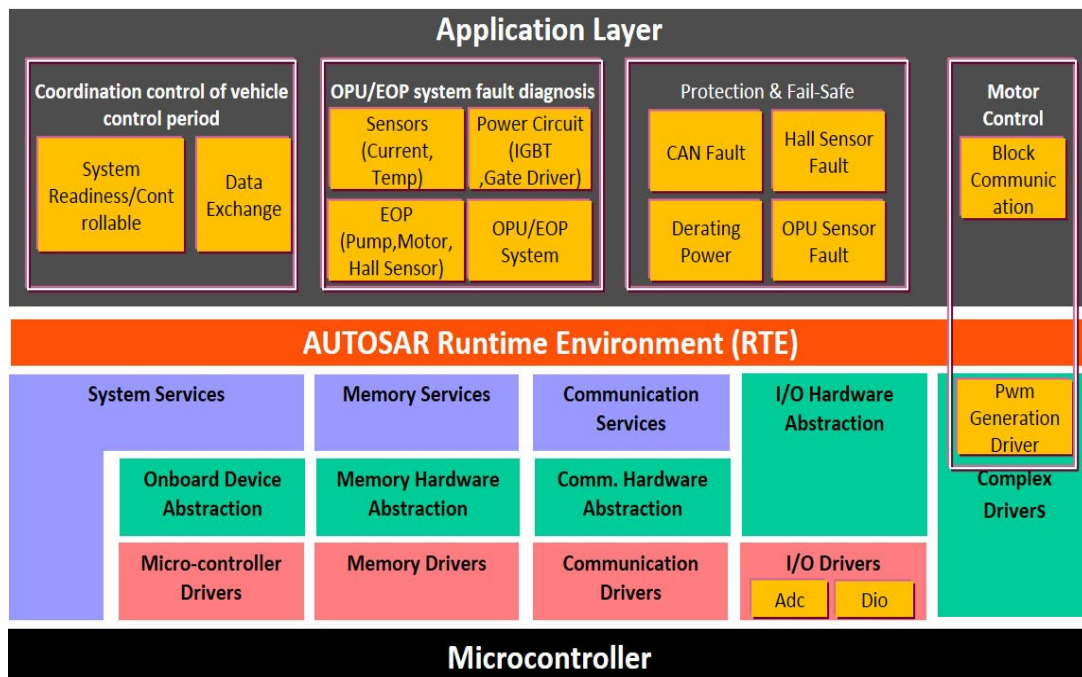 Application Layer
Coordination control of vehicle
control period
System
Readiness/Cont
rollable
Data
Exchange
OPU/EOP system fault diagnosis
Sensors
(Current,
Temp)
Power Circuit
(IGBT
,Gate Driver)
EOP
(Pump,Motor,
Hall Sensor)
OPU/EOP
System
Protection & Fail-Safe
CAN Fault
Hall Sensor
Fault
Derating
Power
OPU Sensor
Fault
Motor
Control
Block
Communic
ation
AUTOSAR Runtime Environment (RTE)
System Services
Memory Services
Communication
Services
I/O Hardware
Abstraction
Pwm
Generation
Driver
Complex
Drivers
Onboard Device
Abstraction
Memory Hardware
Abstraction
Comm. Hardware
Abstraction
Micro-controller
Drivers
Memory Drivers
Communication
Drivers
I/O Drivers
Adc
Dio
Microcontroller